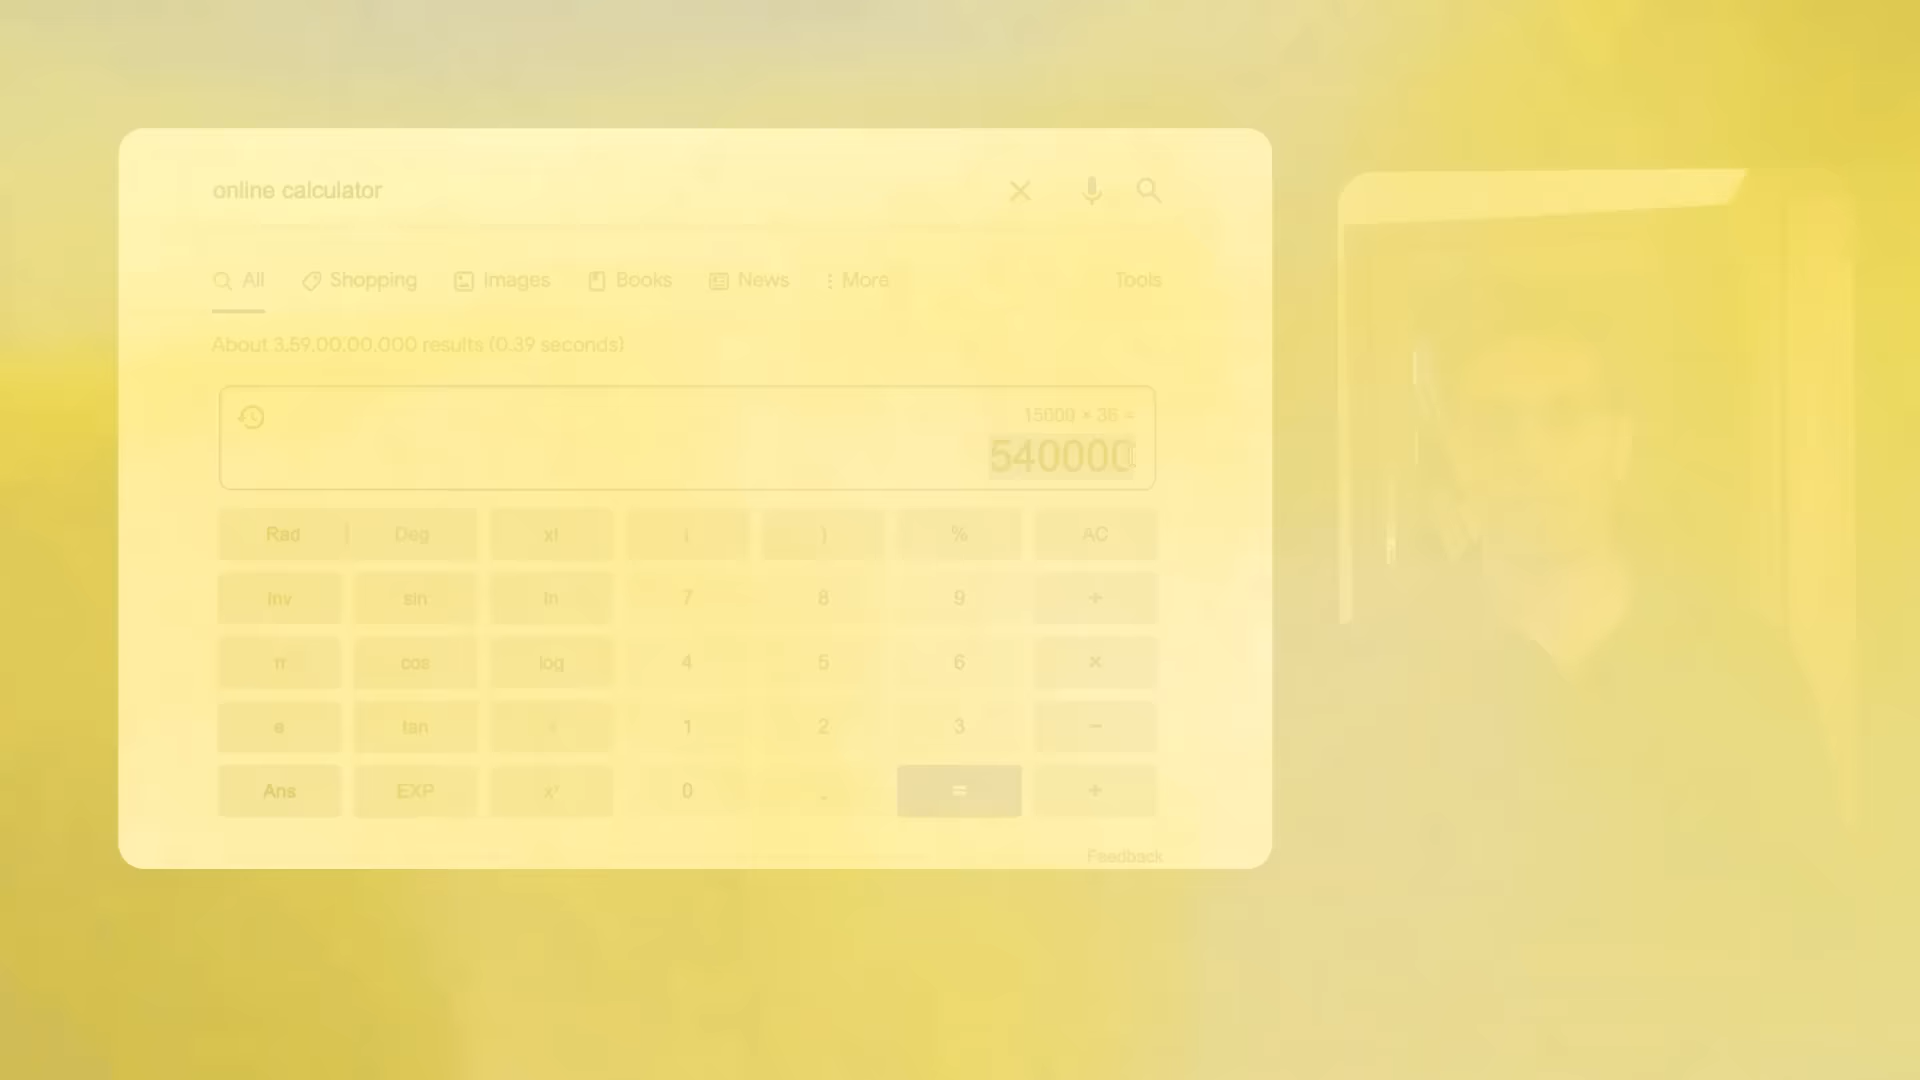 online calculator
All Shopping Images Books News More Tools
About 3,59,00,00,000 results (0.39 seconds)
15000 × 36 =
540000
Rad | Deg x! ( ) % AC
Inv sin ln 7 8 9 ÷
π cos log 4 5 6 ×
e tan 1 2 3 −
Ans EXP xʸ 0 . = +
Feedback